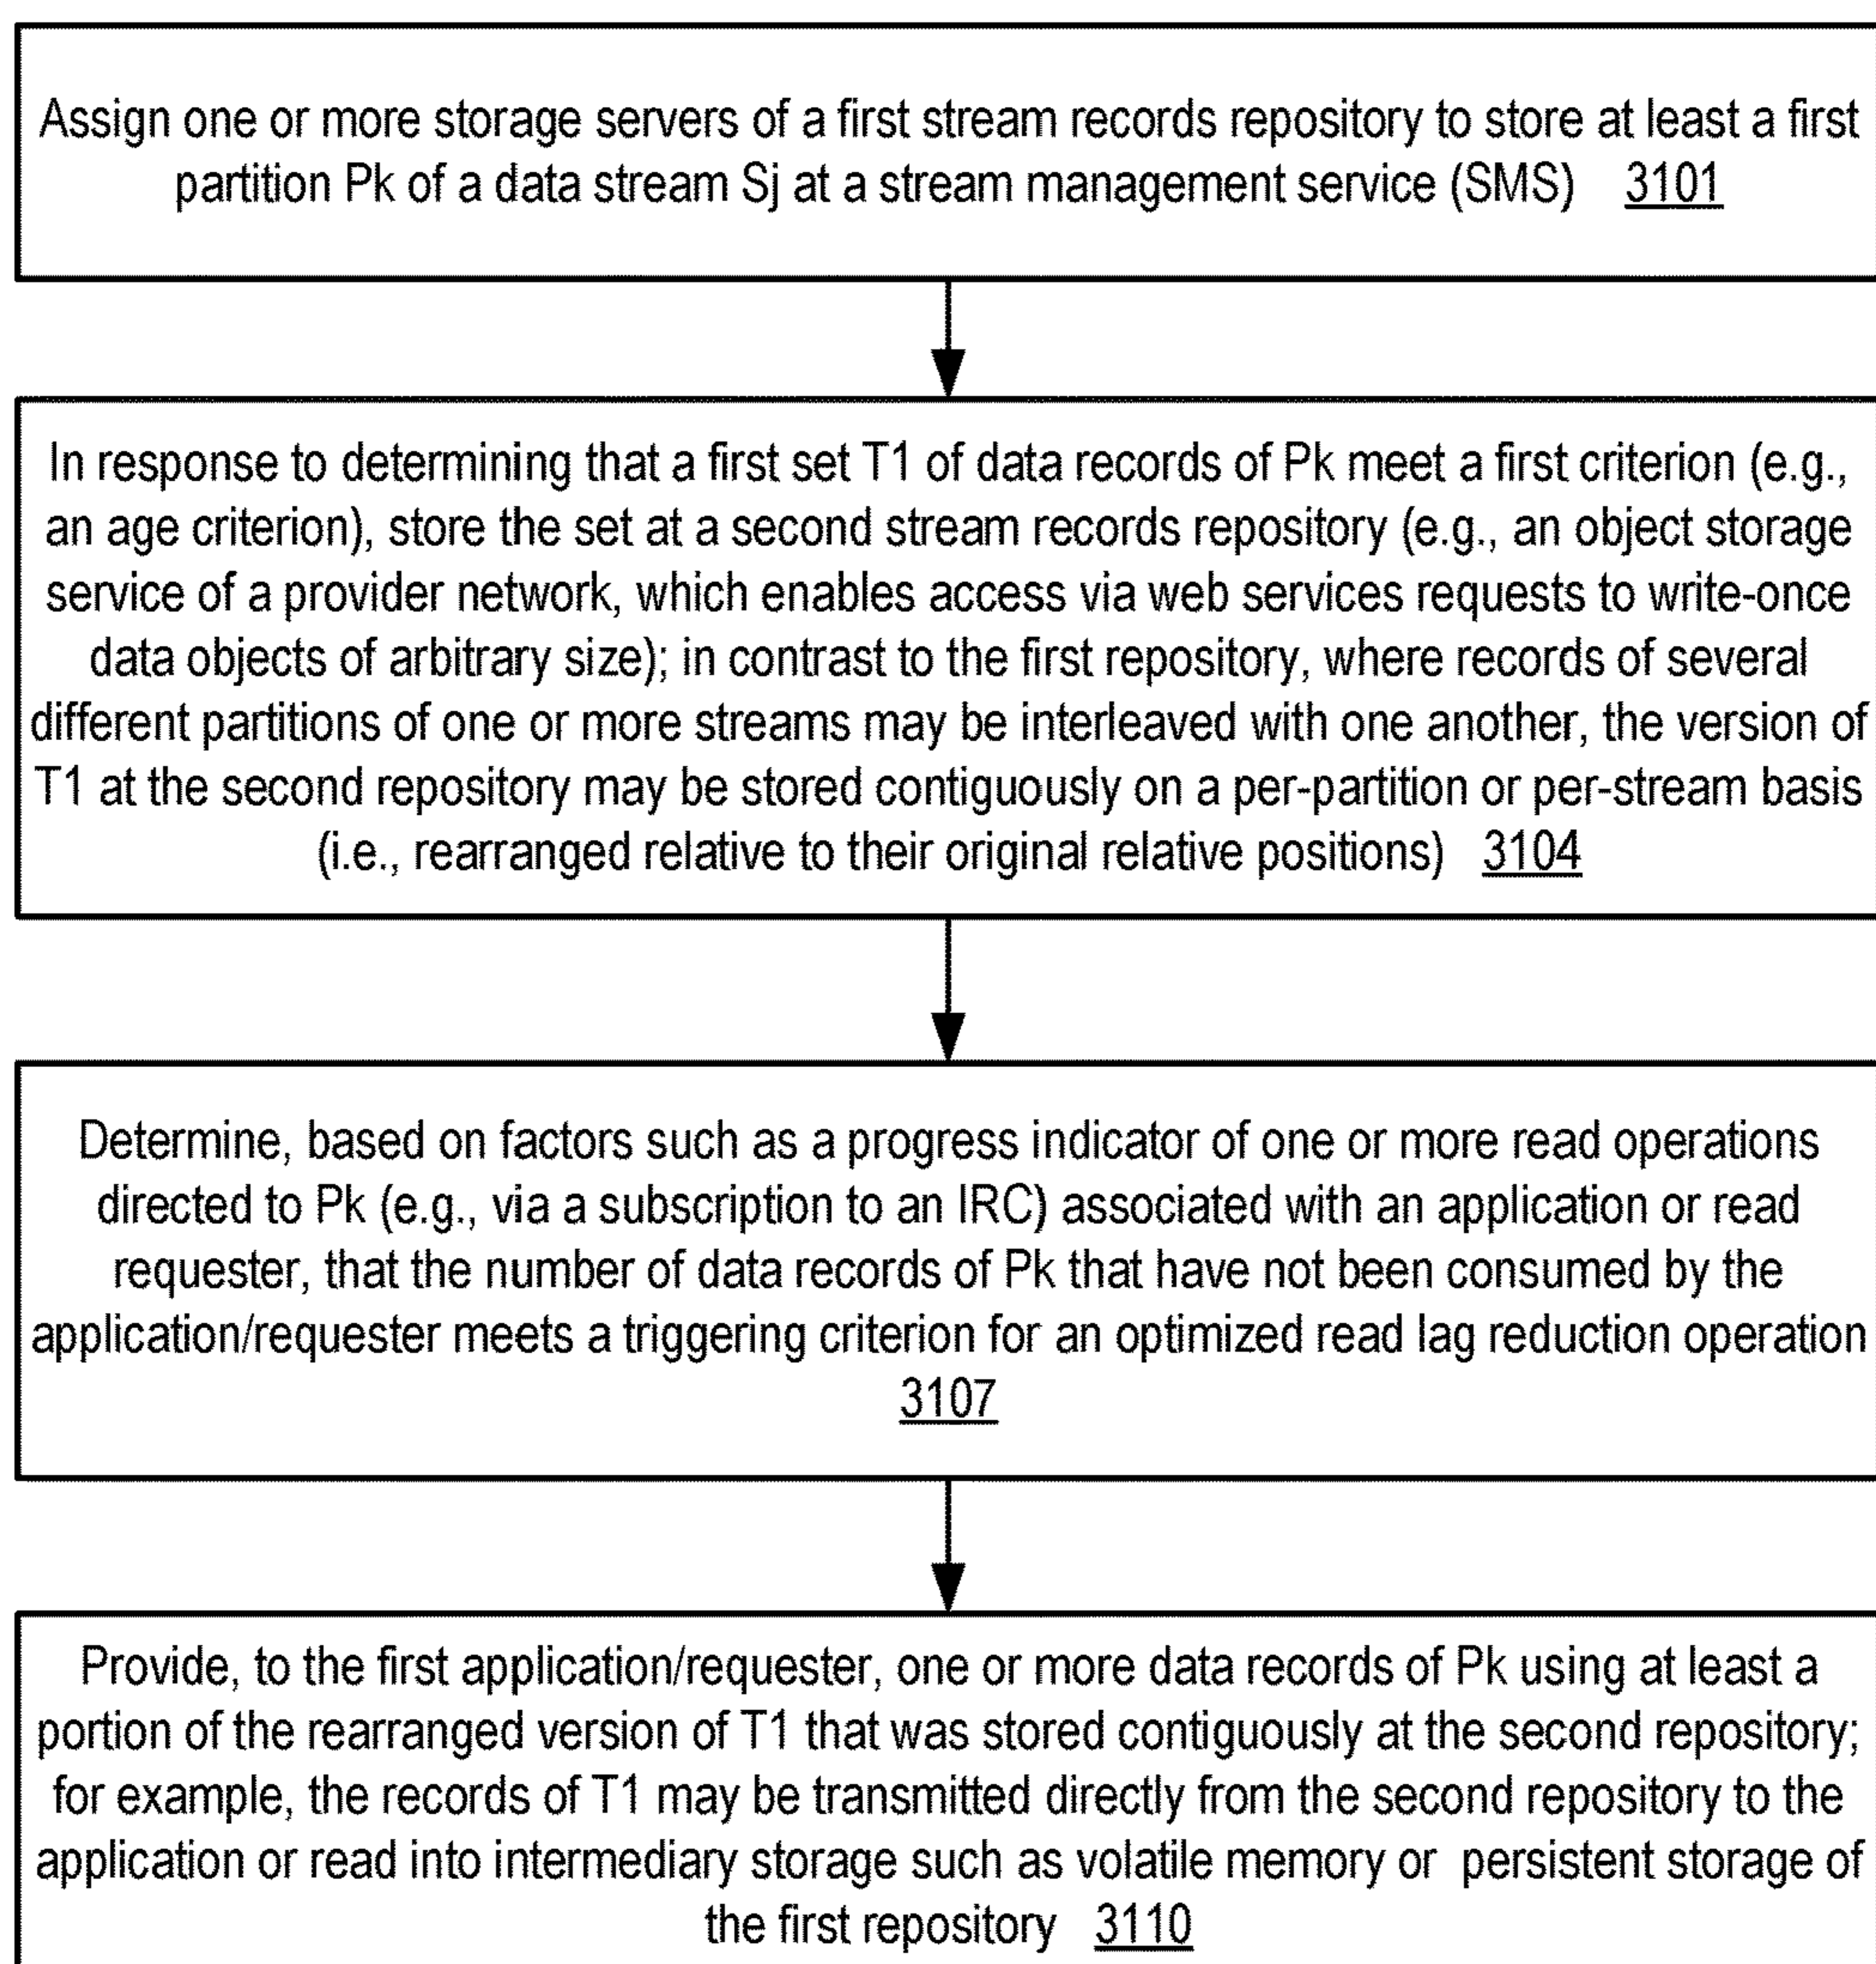 Assign one or more storage servers of a first stream records repository to store at least a first
partition Pk of a data stream Sj at a stream management service (SMS) 3101
In response to determining that a first set T1 of data records of Pk meet a first criterion (e.g.,
an age criterion), store the set at a second stream records repository (e.g., an object storage
service of a provider network, which enables access via web services requests to write-once
data objects of arbitrary size); in contrast to the first repository, where records of several
different partitions of one or more streams may be interleaved with one another, the version of
T1 at the second repository may be stored contiguously on a per-partition or per-stream basis
(i.e., rearranged relative to their original relative positions) 3104
Determine, based on factors such as a progress indicator of one or more read operations
directed to Pk (e.g., via a subscription to an IRC) associated with an application or read
requester, that the number of data records of Pk that have not been consumed by the
application/requester meets a triggering criterion for an optimized read lag reduction operation
3107
Provide, to the first application/requester, one or more data records of Pk using at least a
portion of the rearranged version of T1 that was stored contiguously at the second repository;
for example, the records of T1 may be transmitted directly from the second repository to the
application or read into intermediary storage such as volatile memory or persistent storage of
the first repository 3110